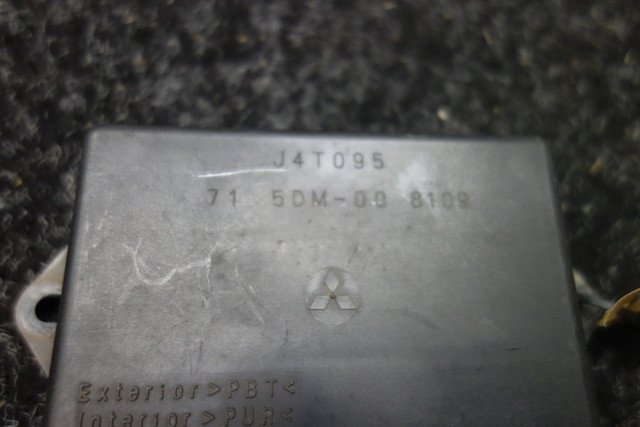 J4T095
71 5DM-00 8109
Exterior>PBT<
Interior>PUR<